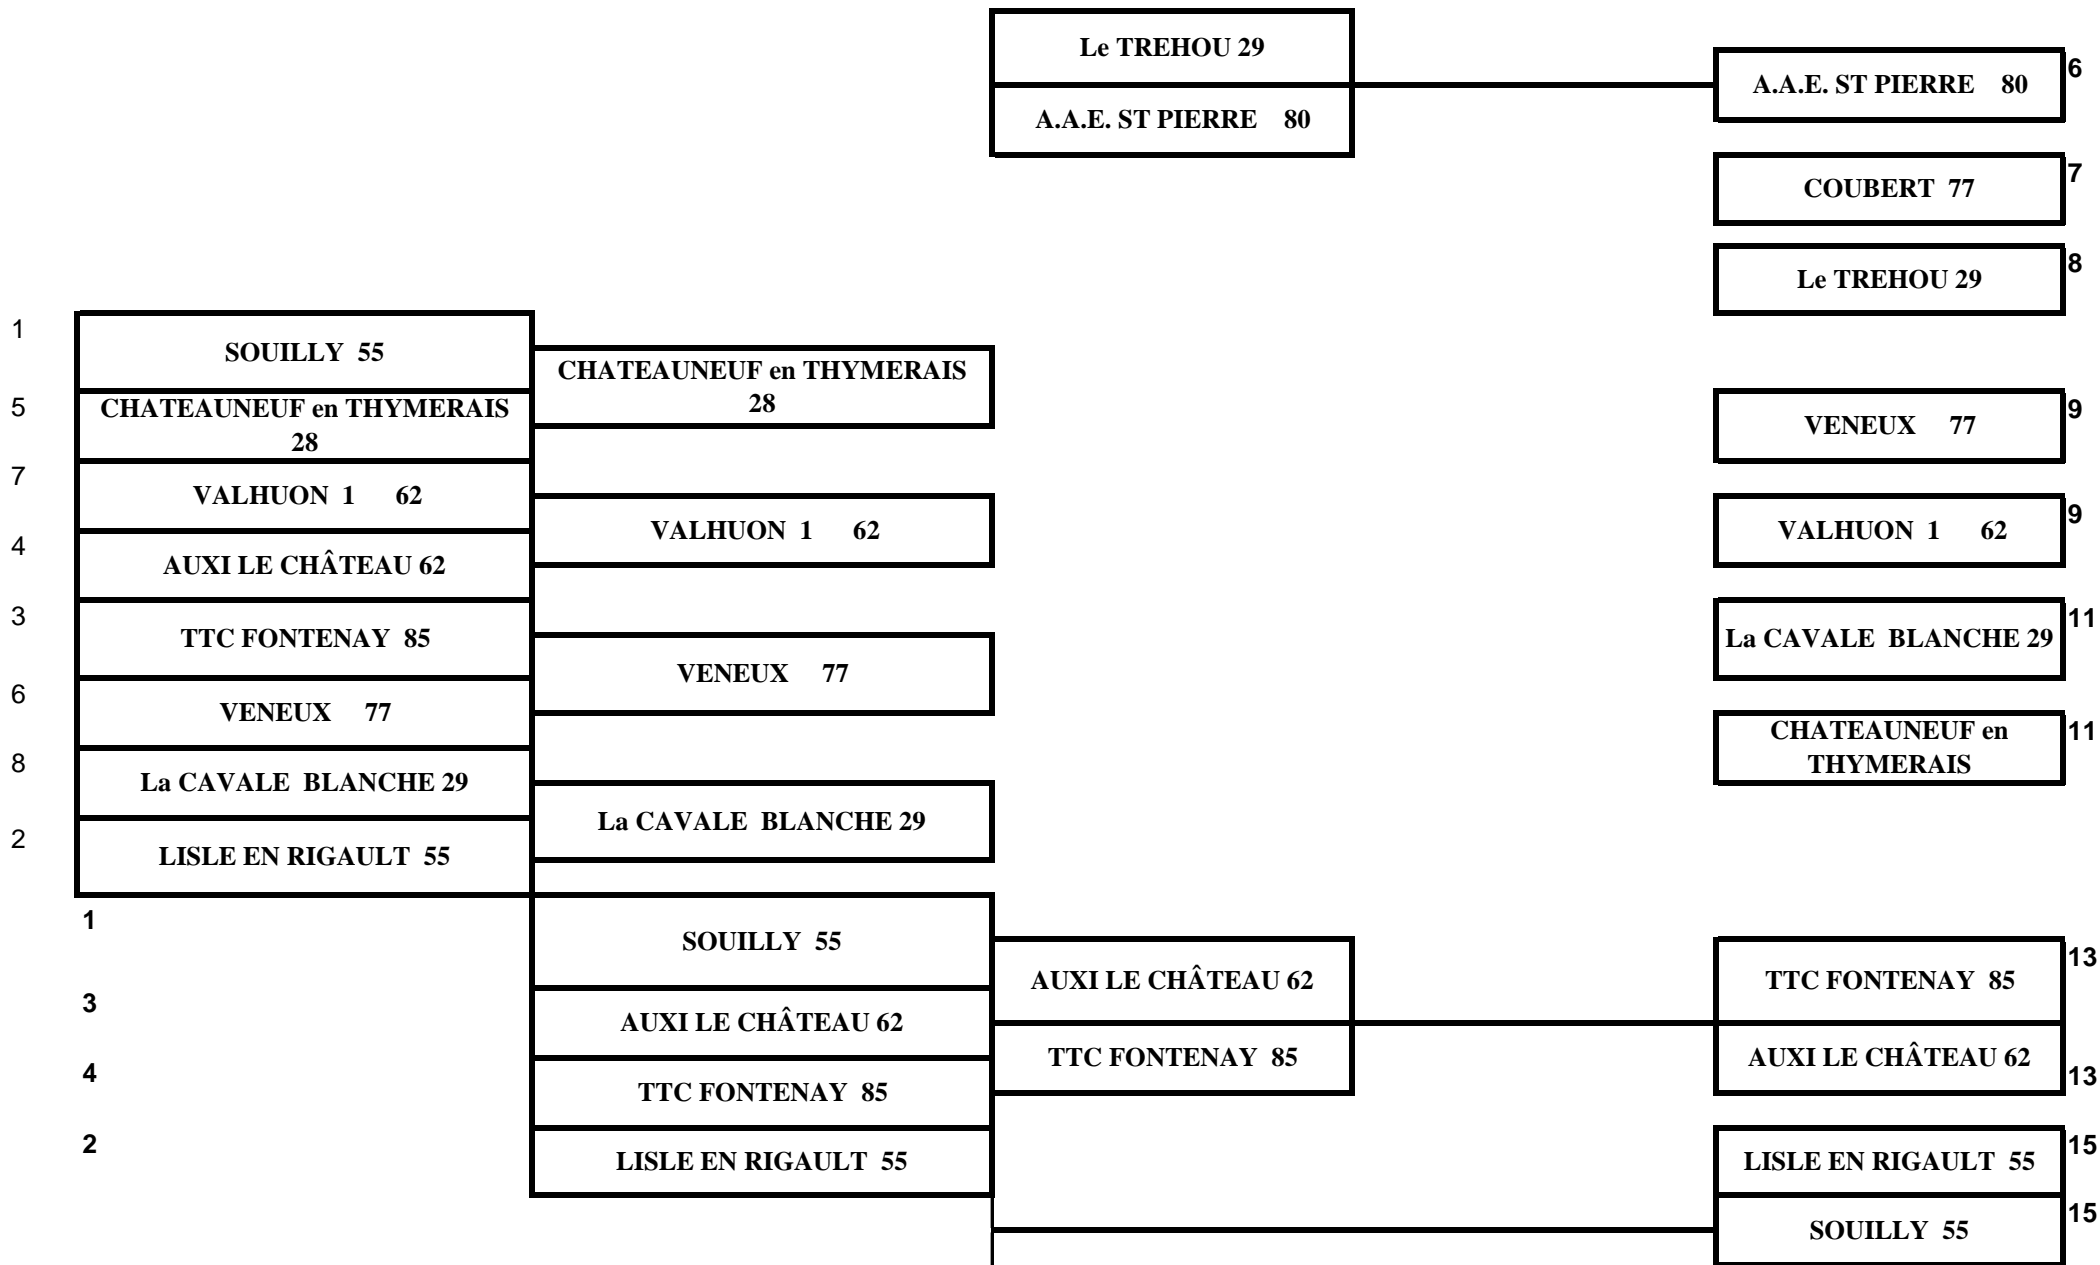 Le TREHOU 29
A.A.E. ST PIERRE 80
A.A.E. ST PIERRE 80
6
COUBERT 77
7
Le TREHOU 29
8
1
SOUILLY 55
CHATEAUNEUF en THYMERAIS
28
5
CHATEAUNEUF en THYMERAIS
28
VENEUX 77
9
7
VALHUON 1 62
VALHUON 1 62
VALHUON 1 62
9
4
AUXI LE CHÂTEAU 62
3
TTC FONTENAY 85
La CAVALE BLANCHE 29
11
VENEUX 77
6
VENEUX 77
CHATEAUNEUF en
THYMERAIS
11
8
La CAVALE BLANCHE 29
La CAVALE BLANCHE 29
2
LISLE EN RIGAULT 55
1
SOUILLY 55
AUXI LE CHÂTEAU 62
TTC FONTENAY 85
13
3
AUXI LE CHÂTEAU 62
TTC FONTENAY 85
AUXI LE CHÂTEAU 62
13
4
TTC FONTENAY 85
2
LISLE EN RIGAULT 55
LISLE EN RIGAULT 55
15
SOUILLY 55
15